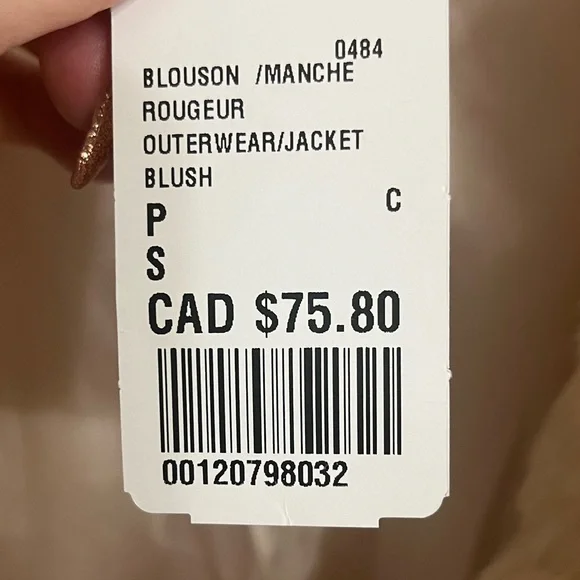 0484
BLOUSON /MANCHE
ROUGEUR
OUTERWEAR/JACKET
BLUSH
P C
S
CAD $75.80
00120798032